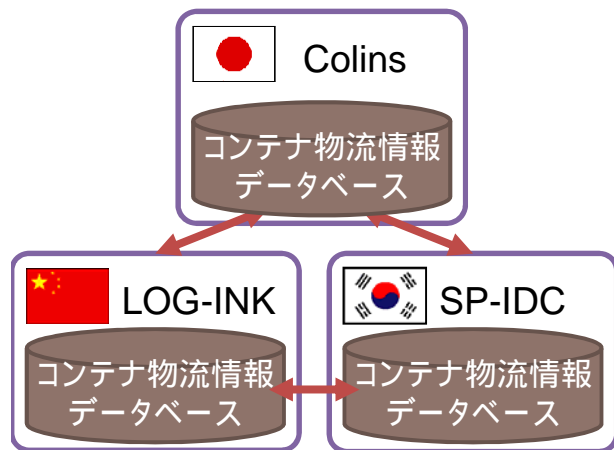 Colins
コンテナ物流情報
データベース
LOG-INK
コンテナ物流情報
データベース
SP-IDC
コンテナ物流情報
データベース